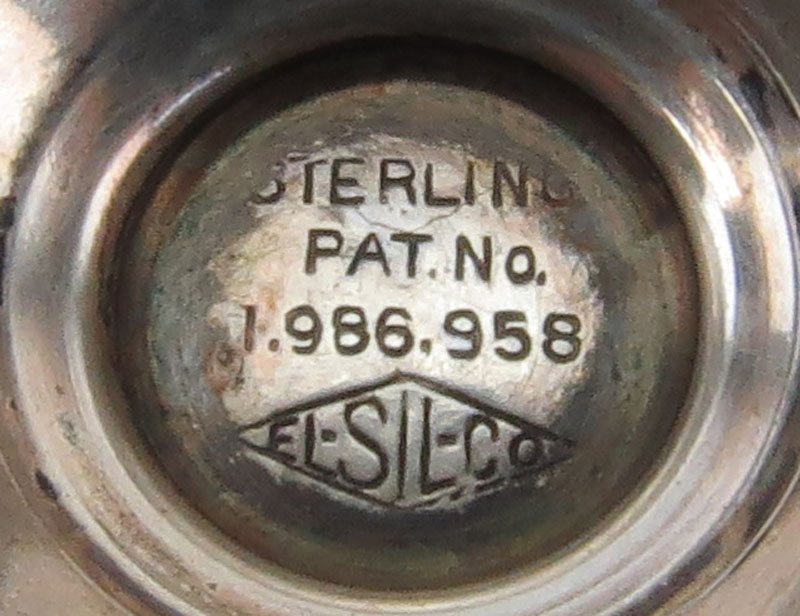 STERLING
PAT. No.
1.986.958
EL-SIL-CO